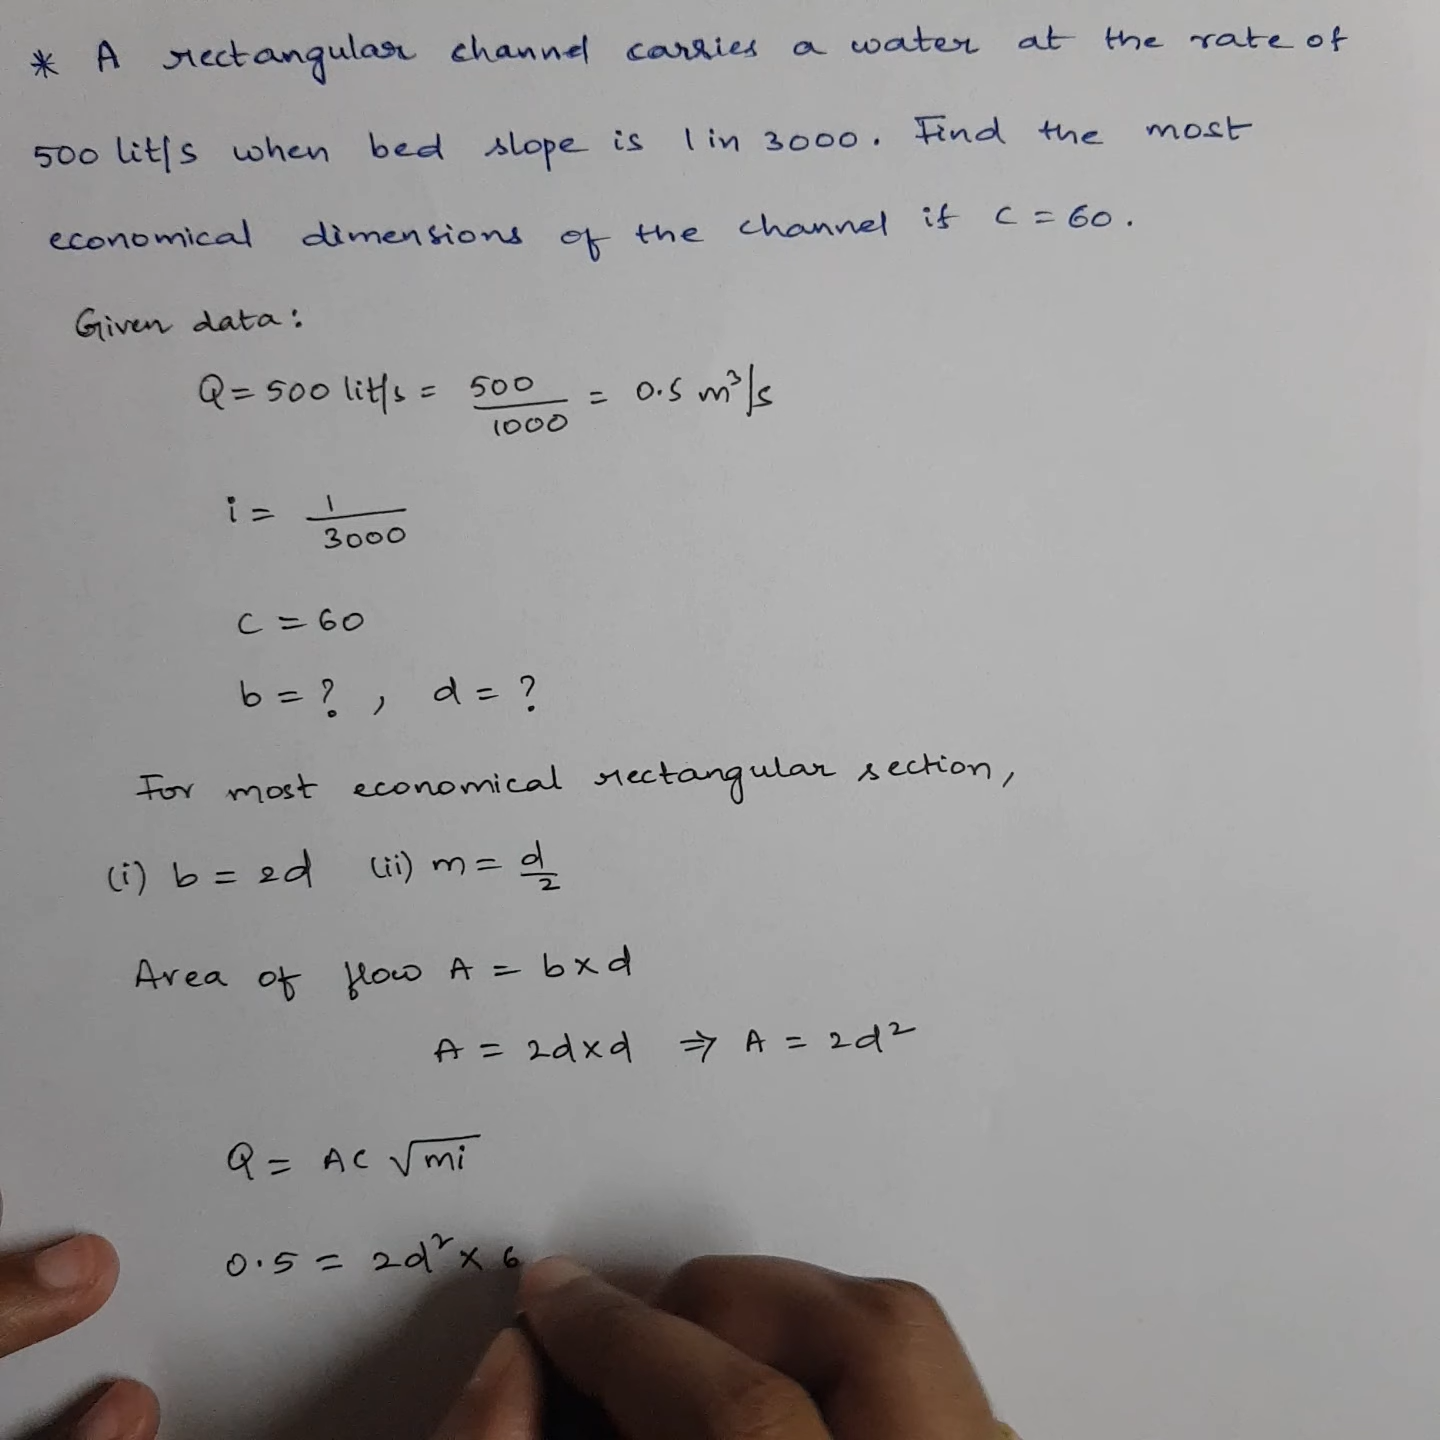 * A rectangular channel carries a water at the rate of
500 lit/s when bed slope is 1 in 3000. Find the most
economical dimensions of the channel if C = 60.
Given data:
Q = 500 lit/s = 500/1000 = 0.5 m³/s
i = 1/3000
C = 60
b = ? , d = ?
For most economical rectangular section,
(i) b = 2d (ii) m = d/2
Area of flow A = b×d
A = 2d×d ⇒ A = 2d²
Q = AC √mi
0.5 = 2d² × 6